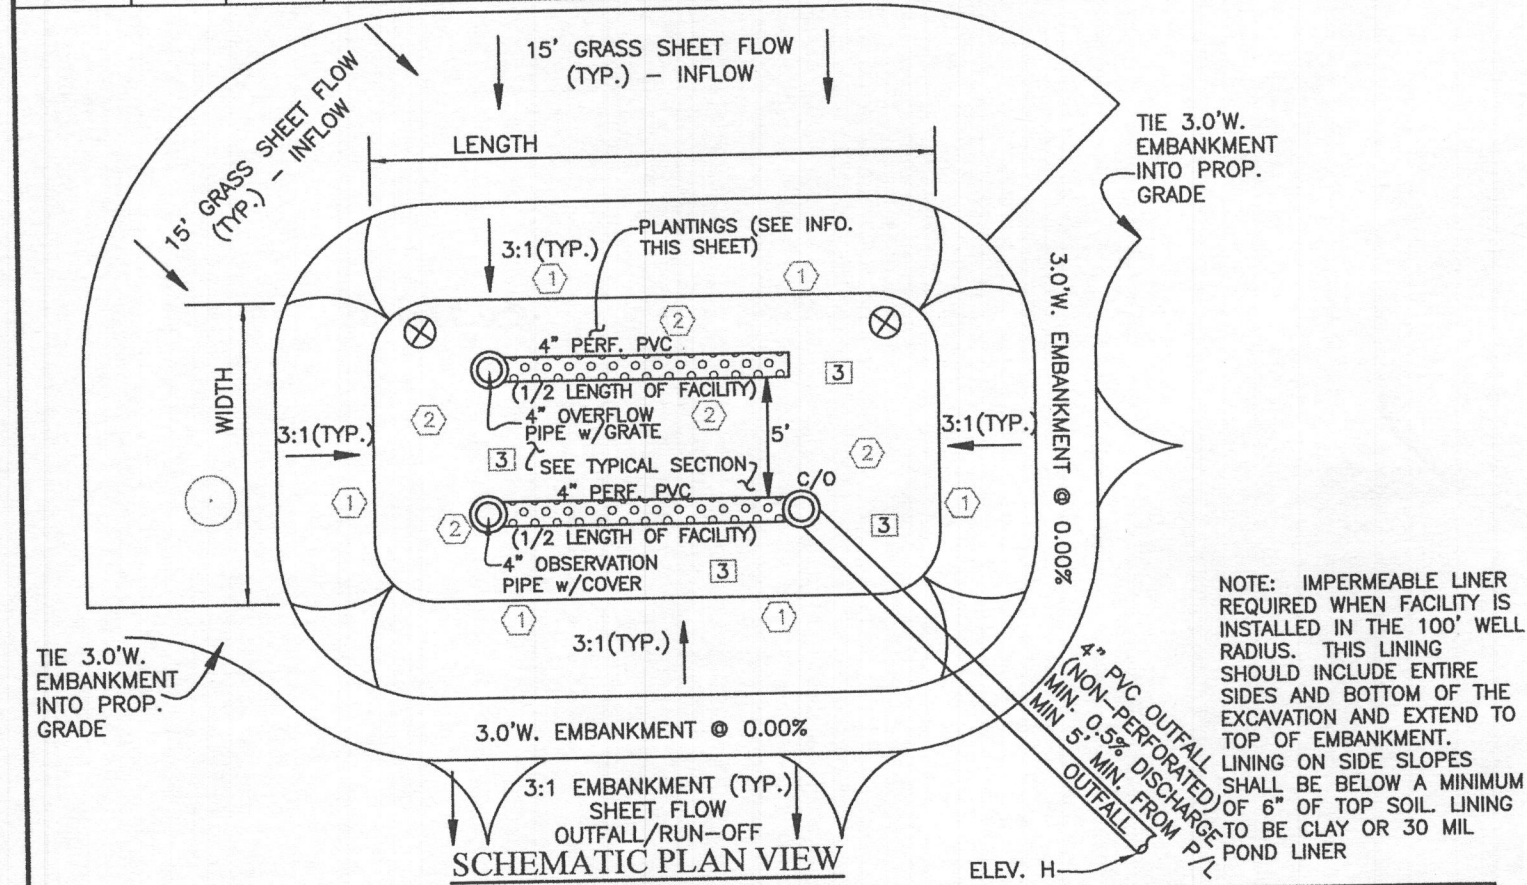 15' GRASS SHEET FLOW
(TYP.) - INFLOW
15' GRASS SHEET FLOW
(TYP.) - INFLOW
LENGTH
TIE 3.0'W.
EMBANKMENT
INTO PROP.
GRADE
PLANTINGS (SEE INFO.
THIS SHEET)
3:1(TYP.)
1
1
2
4" PERF. PVC
3
(1/2 LENGTH OF FACILITY)
WIDTH
2
4" OVERFLOW
PIPE w/GRATE
2
5'
3:1(TYP.)
3:1(TYP.)
3.0'W. EMBANKMENT @ 0.00%
3
SEE TYPICAL SECTION
2
C/O
4" PERF. PVC
1
1
2
3
(1/2 LENGTH OF FACILITY)
4" OBSERVATION
PIPE w/COVER
3
1
1
3:1(TYP.)
TIE 3.0'W.
EMBANKMENT
INTO PROP.
GRADE
3.0'W. EMBANKMENT @ 0.00%
4" PVC OUTFALL
(NON-PERFORATED)
MIN. 0.5% DISCHARGE
MIN 5' MIN. FROM P/L
OUTFALL
NOTE: IMPERMEABLE LINER
REQUIRED WHEN FACILITY IS
INSTALLED IN THE 100' WELL
RADIUS. THIS LINING
SHOULD INCLUDE ENTIRE
SIDES AND BOTTOM OF THE
EXCAVATION AND EXTEND TO
TOP OF EMBANKMENT.
LINING ON SIDE SLOPES
SHALL BE BELOW A MINIMUM
OF 6" OF TOP SOIL. LINING
TO BE CLAY OR 30 MIL
POND LINER
3:1 EMBANKMENT (TYP.)
SHEET FLOW
OUTFALL/RUN-OFF
SCHEMATIC PLAN VIEW
ELEV. H